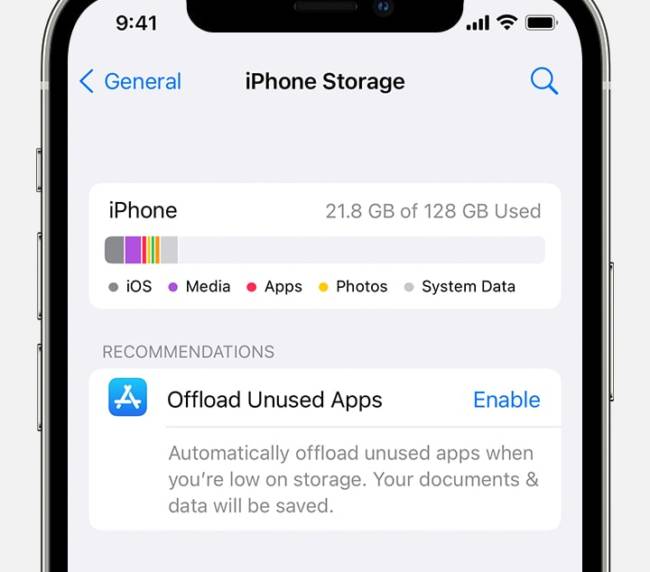 9:41
General
iPhone Storage
iPhone
21.8 GB of 128 GB Used
iOS Media Apps Photos System Data
RECOMMENDATIONS
Offload Unused Apps
Enable
Automatically offload unused apps when
you’re low on storage. Your documents &
data will be saved.